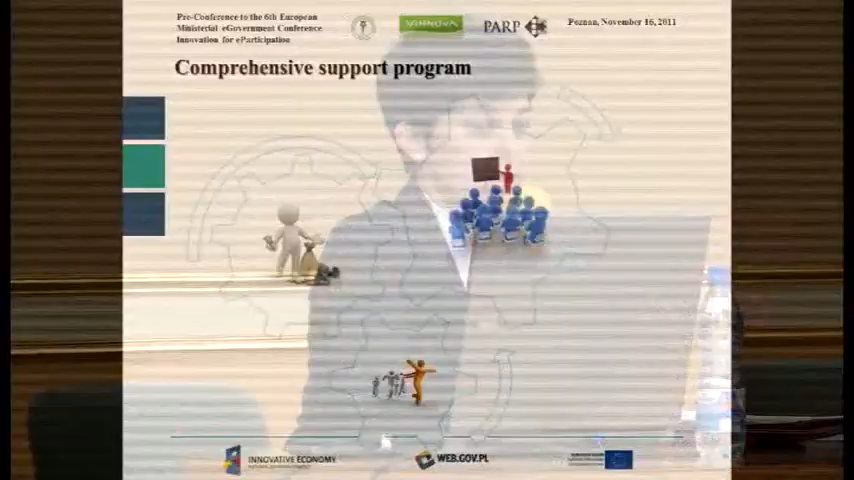 Pre-Conference to the 6th European
Ministerial eGovernment Conference
Innovation for eParticipation
VINNOVA
PARP
Poznan, November 16, 2011
Comprehensive support program
INNOVATIVE ECONOMY
WEB.GOV.PL